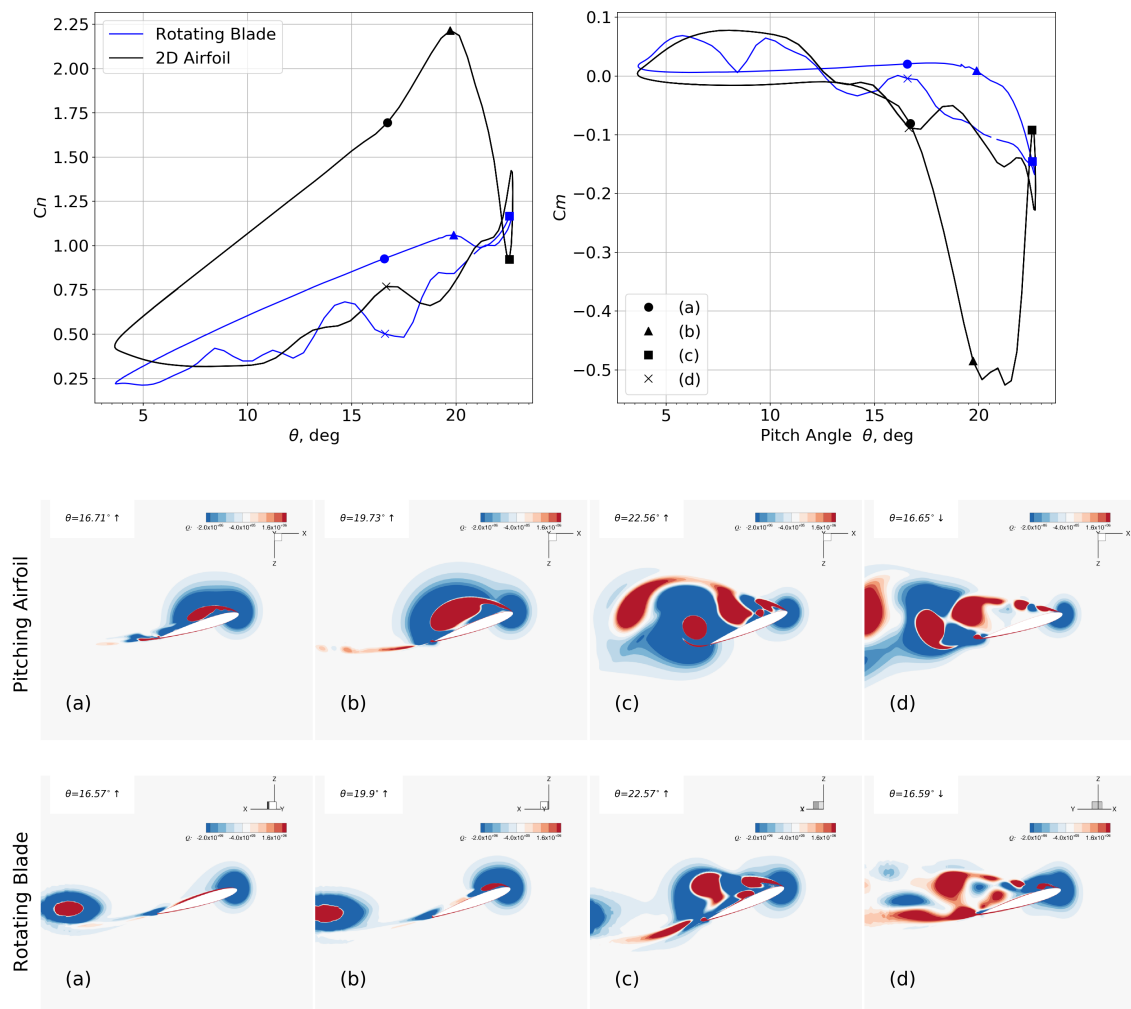 2.25
2.00
1.75
1.50
1.25
1.00
0.75
0.50
0.25
Cn
Rotating Blade
2D Airfoil
5 10 15 20
θ, deg
0.1
0.0
−0.1
−0.2
−0.3
−0.4
−0.5
Cm
(a)
(b)
(c)
(d)
5 10 15 20
Pitch Angle θ, deg
Pitching Airfoil
θ=16.71° ↑
X
Z
(a)
θ=19.73° ↑
X
Z
(b)
θ=22.56° ↑
X
Z
(c)
θ=16.65° ↓
X
Z
(d)
Rotating Blade
θ=16.57° ↑
Z
X Y
(a)
θ=19.9° ↑
Z
X Y
(b)
θ=22.57° ↑
Z
(c)
θ=16.59° ↓
Z
Y X
(d)